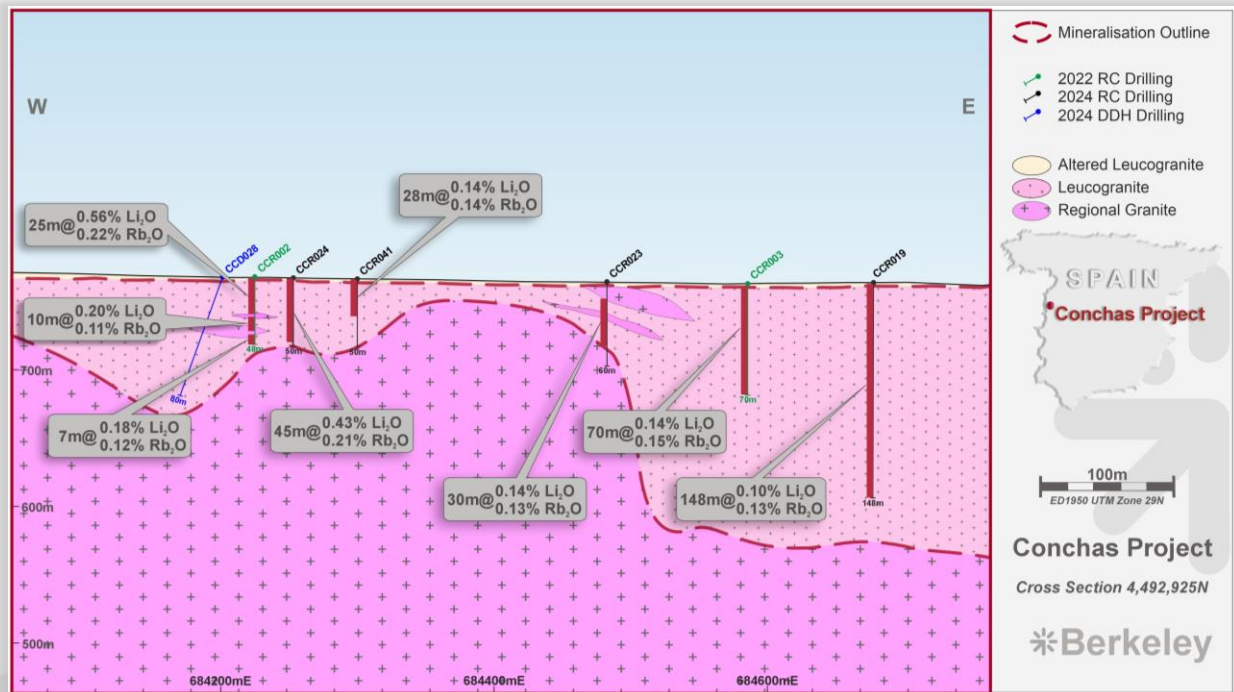 W
E
28m@ 0.14% Li₂O
0.14% Rb₂O
25m@ 0.56% Li₂O
0.22% Rb₂O
CCD028
CCR002
CCR024
CCR041
CCR023
CCR003
CCR019
10m@ 0.20% Li₂O
0.11% Rb₂O
48m
50m
50m
60m
700m
80m
70m
7m@ 0.18% Li₂O
0.12% Rb₂O
45m@ 0.43% Li₂O
0.21% Rb₂O
70m@ 0.14% Li₂O
0.15% Rb₂O
30m@ 0.14% Li₂O
0.13% Rb₂O
148m@ 0.10% Li₂O
0.13% Rb₂O
148m
600m
500m
684200mE
684400mE
684600mE
Mineralisation Outline
2022 RC Drilling
2024 RC Drilling
2024 DDH Drilling
Altered Leucogranite
Leucogranite
Regional Granite
SPAIN
Conchas Project
100m
ED1950 UTM Zone 29N
Conchas Project
Cross Section 4,492,925N
Berkeley